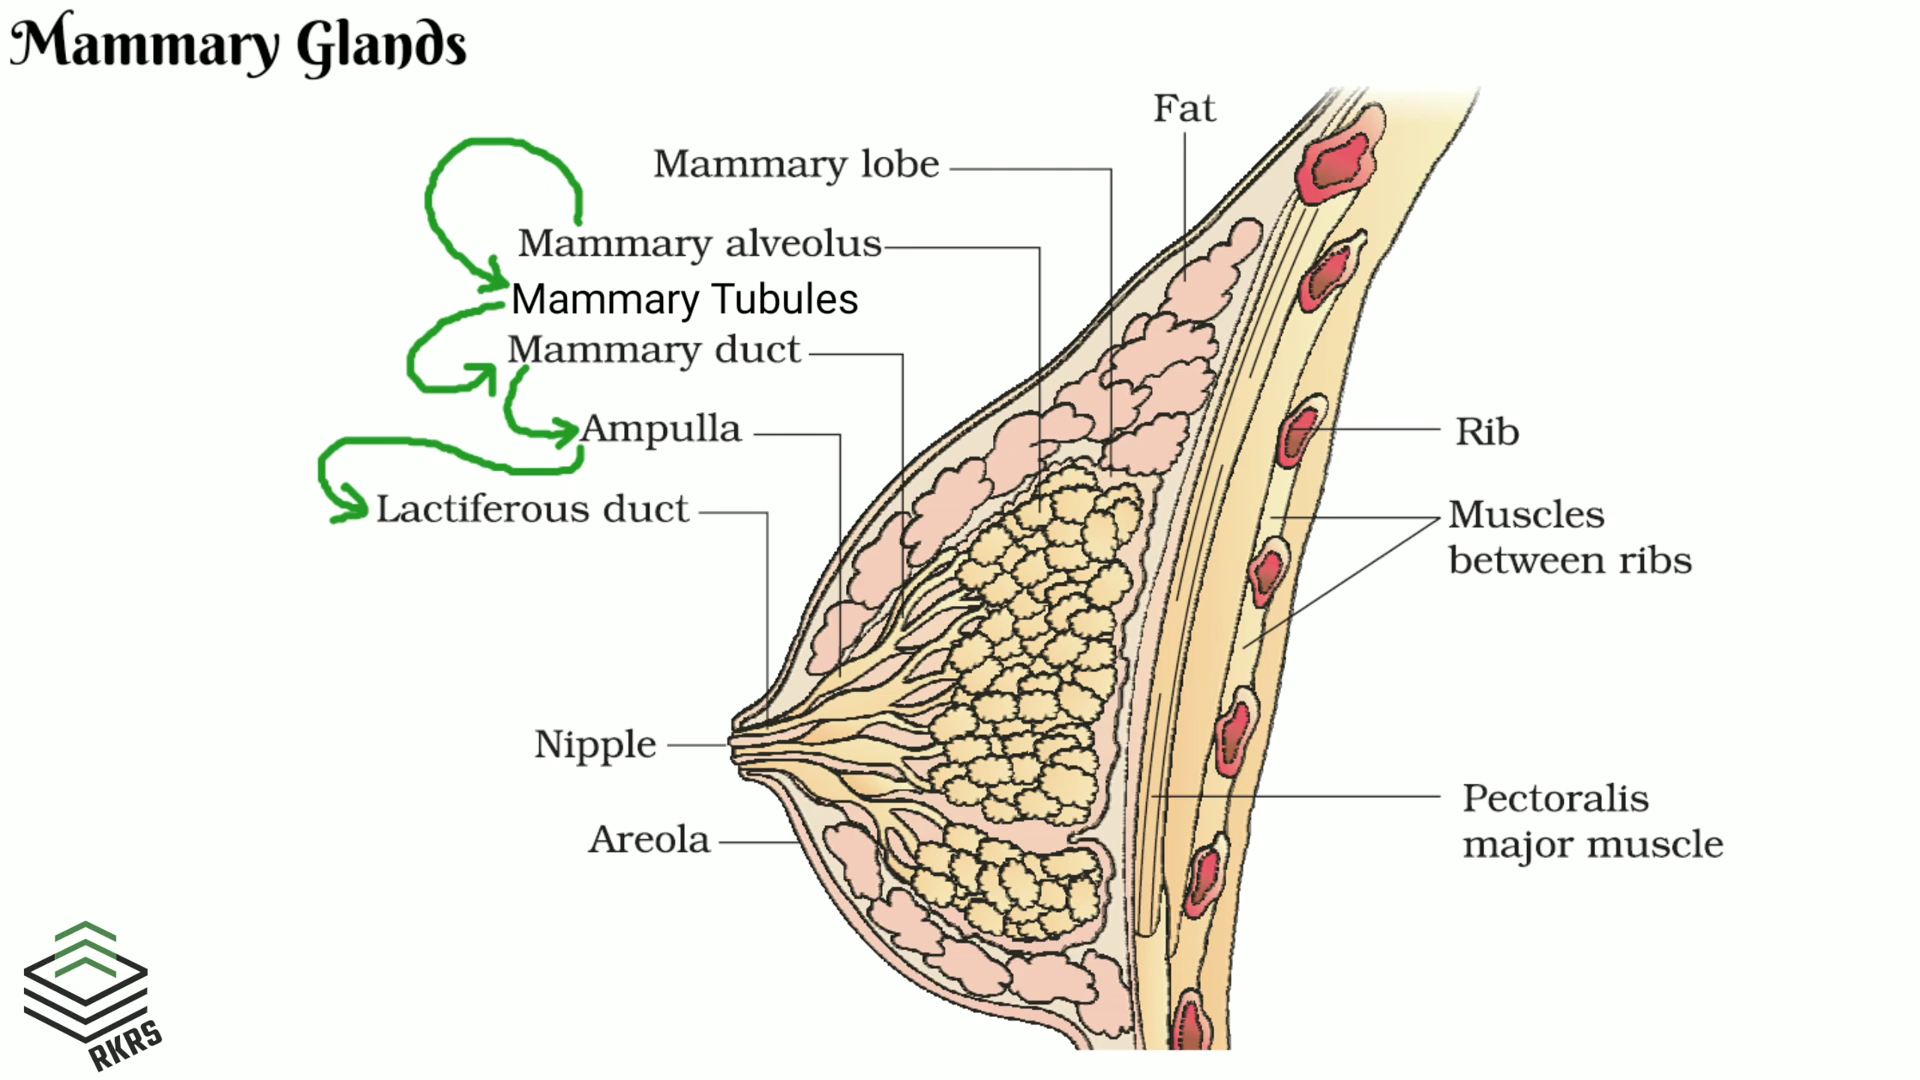 Mammary Glands
Fat
Mammary lobe
Mammary alveolus
Mammary Tubules
Mammary duct
Ampulla
Lactiferous duct
Nipple
Areola
Rib
Muscles
between ribs
Pectoralis
major muscle
RKRS